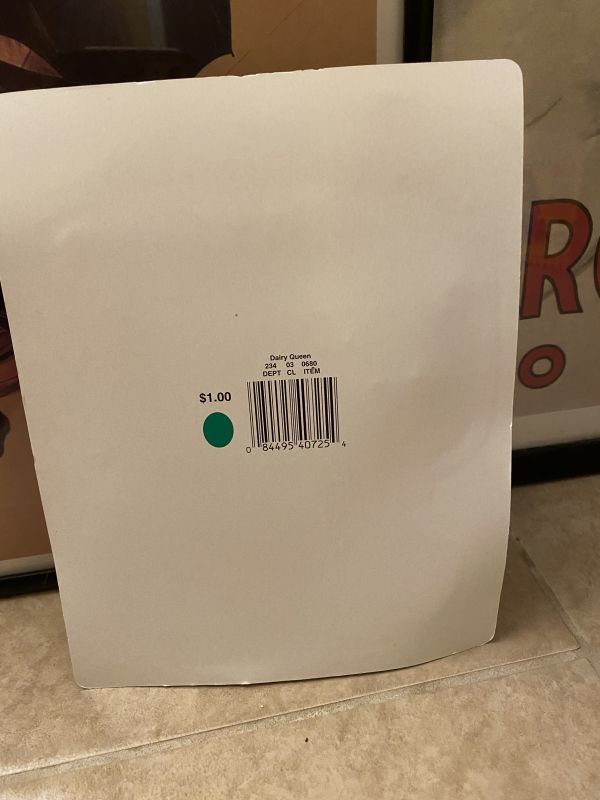 Dairy Queen
234 03 0680
DEPT CL ITEM
$1.00
0 84495 40725 4
R
O